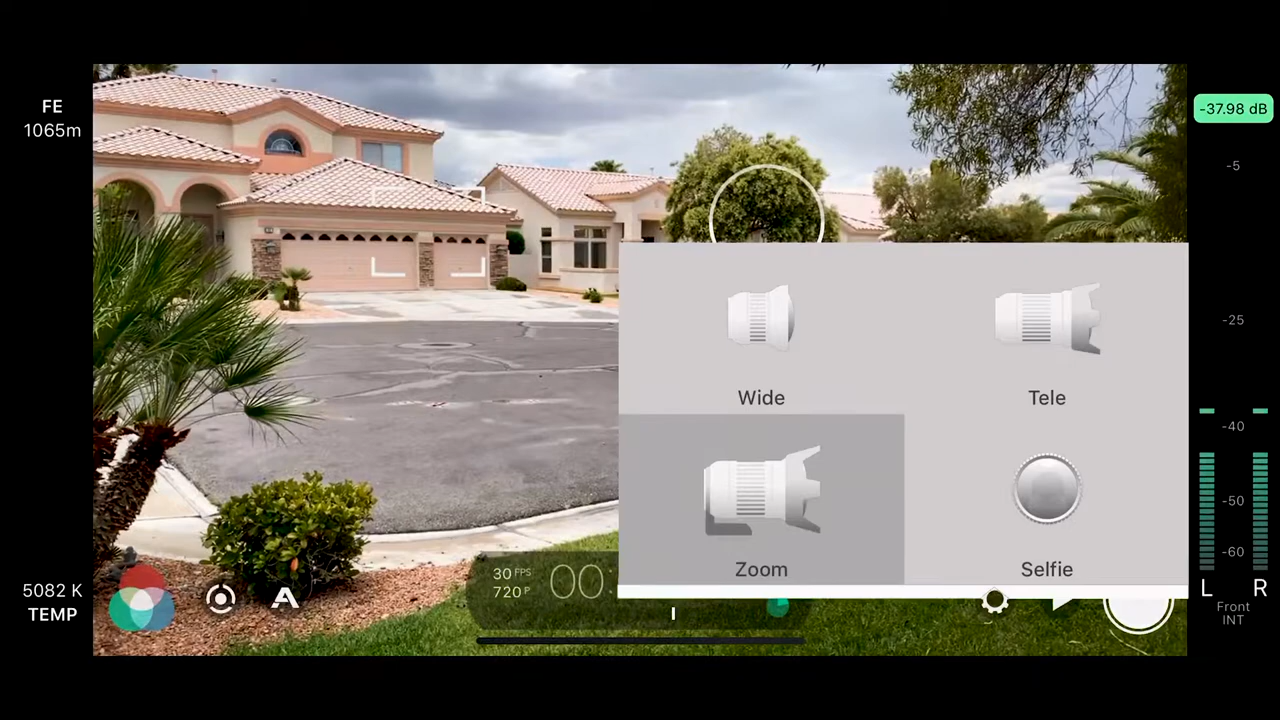 FE
1065m
-37.98 dB
-5
-25
-40
-50
-60
L R
Front
INT
Wide
Tele
Zoom
Selfie
30 FPS
720 P
00:
5082 K
TEMP
A